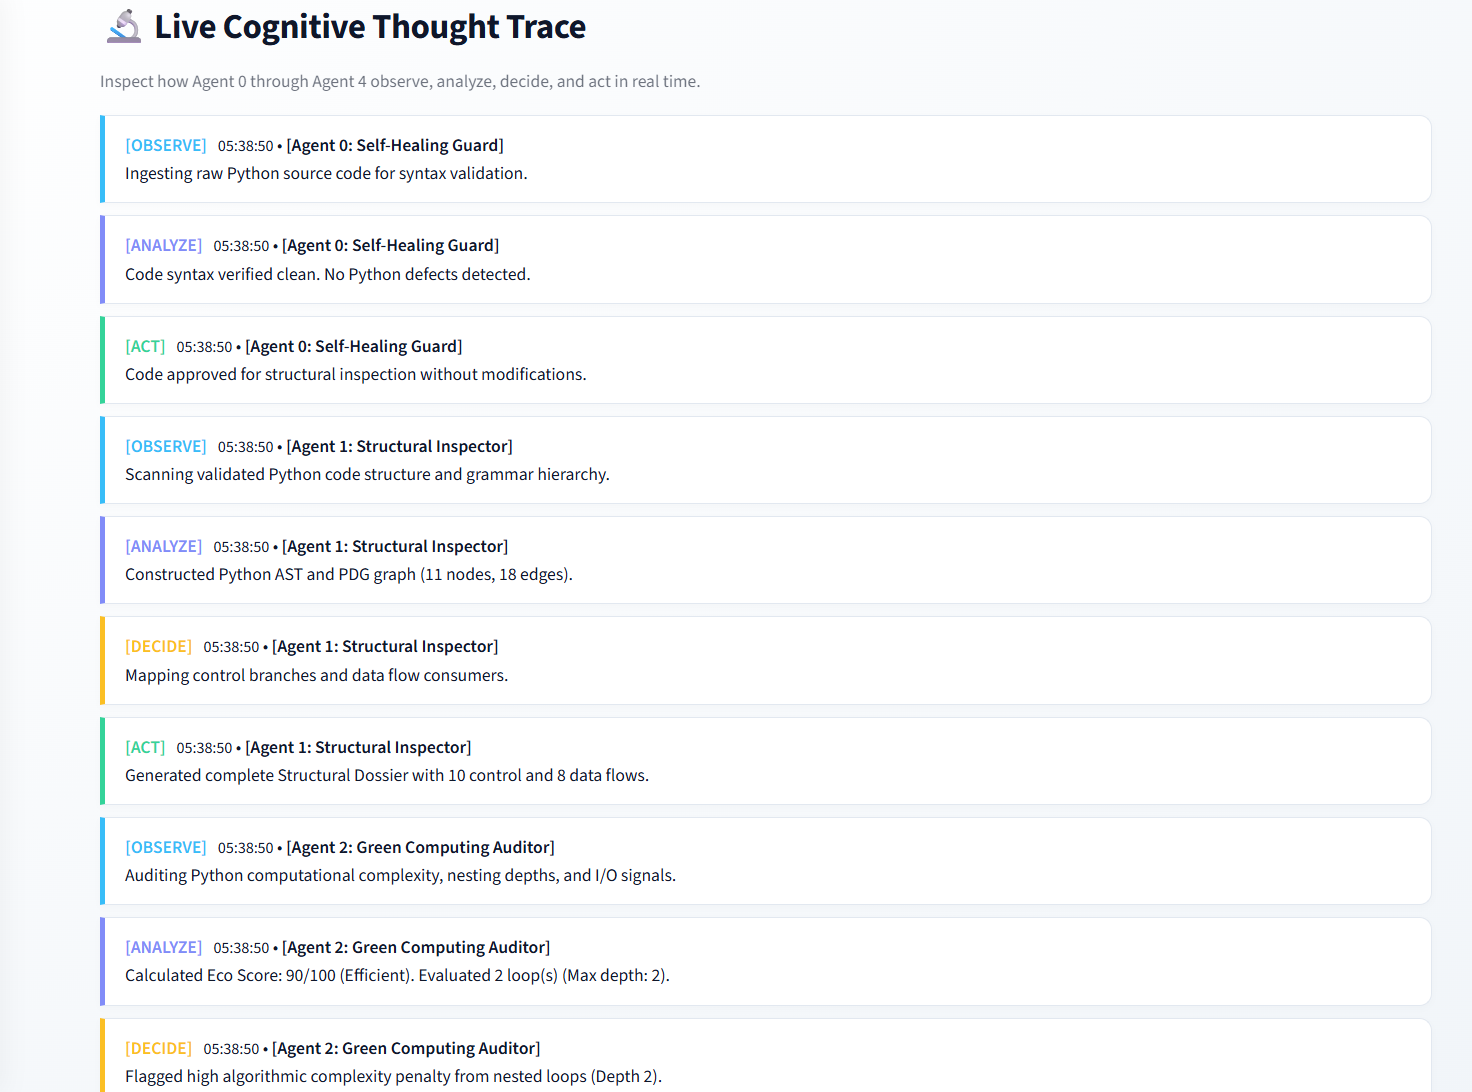 Live Cognitive Thought Trace
Inspect how Agent 0 through Agent 4 observe, analyze, decide, and act in real time.
[OBSERVE] 05:38:50 • [Agent 0: Self-Healing Guard]
Ingesting raw Python source code for syntax validation.
[ANALYZE] 05:38:50 • [Agent 0: Self-Healing Guard]
Code syntax verified clean. No Python defects detected.
[ACT] 05:38:50 • [Agent 0: Self-Healing Guard]
Code approved for structural inspection without modifications.
[OBSERVE] 05:38:50 • [Agent 1: Structural Inspector]
Scanning validated Python code structure and grammar hierarchy.
[ANALYZE] 05:38:50 • [Agent 1: Structural Inspector]
Constructed Python AST and PDG graph (11 nodes, 18 edges).
[DECIDE] 05:38:50 • [Agent 1: Structural Inspector]
Mapping control branches and data flow consumers.
[ACT] 05:38:50 • [Agent 1: Structural Inspector]
Generated complete Structural Dossier with 10 control and 8 data flows.
[OBSERVE] 05:38:50 • [Agent 2: Green Computing Auditor]
Auditing Python computational complexity, nesting depths, and I/O signals.
[ANALYZE] 05:38:50 • [Agent 2: Green Computing Auditor]
Calculated Eco Score: 90/100 (Efficient). Evaluated 2 loop(s) (Max depth: 2).
[DECIDE] 05:38:50 • [Agent 2: Green Computing Auditor]
Flagged high algorithmic complexity penalty from nested loops (Depth 2).